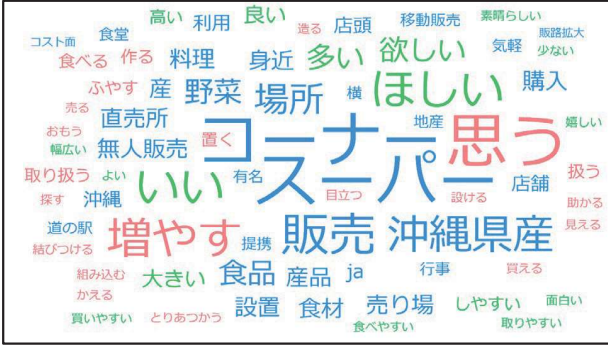 高い 利用 良い 店頭 移動販売 素晴らしい
コスト面 食堂 造る 気軽 販路拡大
食べる 作る 料理 身近 多い 欲しい 少ない
ふやす 産 野菜 場所 横 ほしい 購入
売る 直売所 コーナー 地産 思う 嬉しい
おもう 置く
幅広い 無人販売 スーパー
取り扱う よい いい 有名 店舗 扱う
探す 沖縄 目立つ 設ける 助かる
道の駅 増やす 販売 沖縄県産 見える
結びつける 提携
組み込む 大きい 食品 産品 ja 行事 買える
かえる 設置 食材 売り場 しやすい 面白い
買いやすい とりあつかう 食べやすい 取りやすい